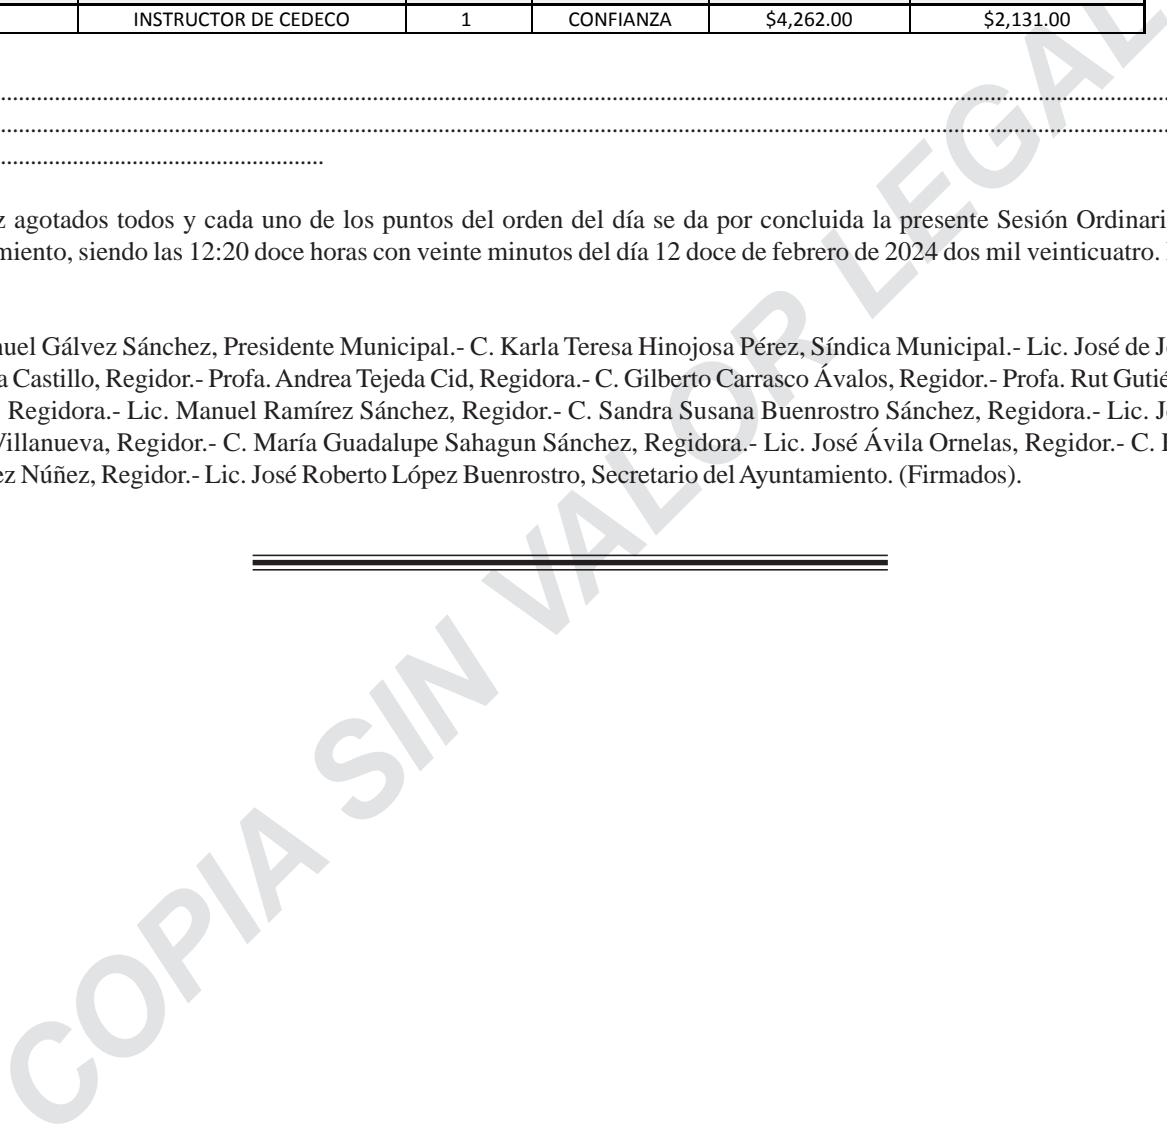 INSTRUCTOR DE CEDECO 1 CONFIANZA $4,262.00 $2,131.00
agotados todos y cada uno de los puntos del orden del día se da por concluida la presente Sesión
siendo las 12:20 doce horas con veinte minutos del día 12 doce de febrero de 2024 dos mil veinticuatro.
Gálvez Sánchez, Presidente Municipal.- C. Karla Teresa Hinojosa Pérez, Síndica Municipal.- Lic. José de
Castillo, Regidor.- Profa. Andrea Tejeda Cid, Regidora.- C. Gilberto Carrasco Ávalos, Regidor.- Profa. Rut
Regidora.- Lic. Manuel Ramírez Sánchez, Regidor.- C. Sandra Susana Buenrostro Sánchez, Regidora.- Lic.
Villanueva, Regidor.- C. María Guadalupe Sahagun Sánchez, Regidora.- Lic. José Ávila Ornelas, Regidor.- C.
Núñez, Regidor.- Lic. José Roberto López Buenrostro, Secretario del Ayuntamiento. (Firmados).
COPIA SIN VALOR LEGAL